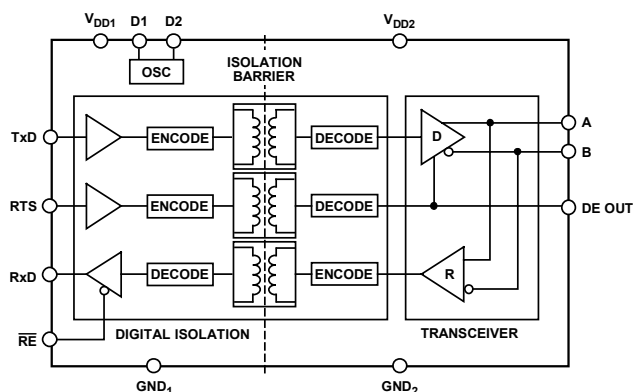 VDD1 D1 D2 VDD2
OSC
ISOLATION
BARRIER
TxD ENCODE DECODE D A
B
RTS ENCODE DECODE DE OUT
RxD DECODE ENCODE R
RE
DIGITAL ISOLATION TRANSCEIVER
GND1 GND2